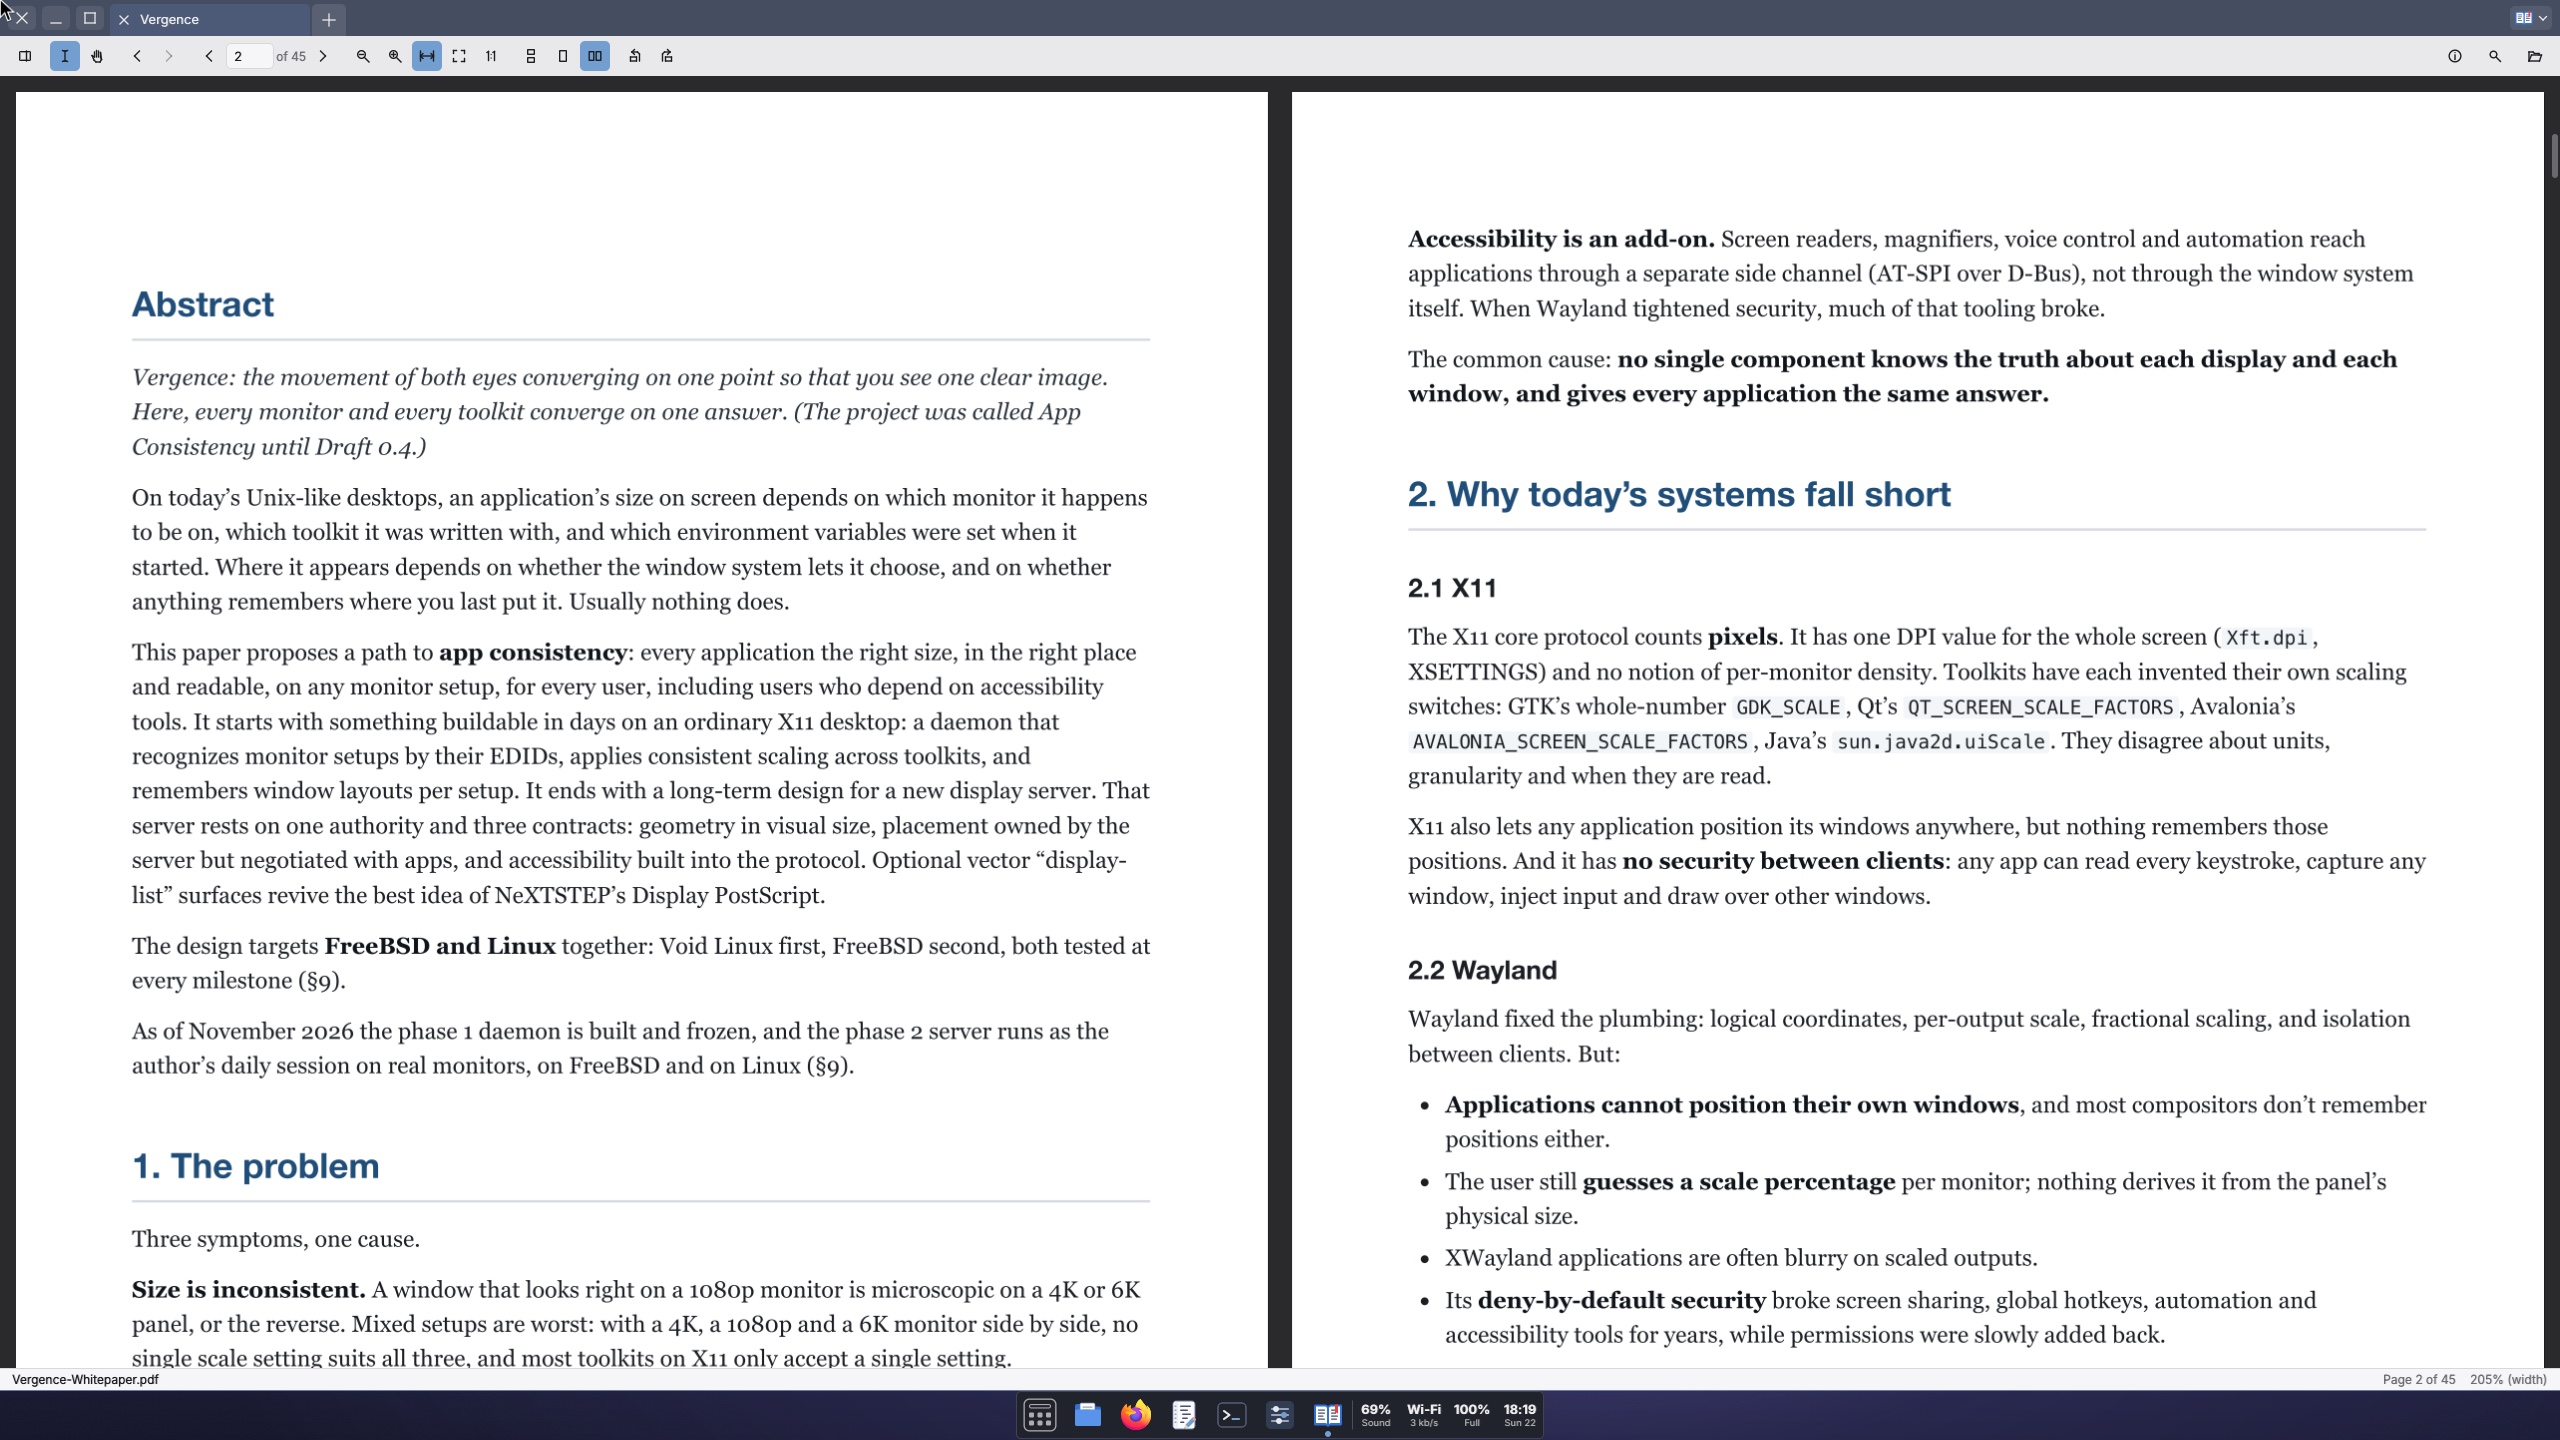 Vergence
2 of 45
1:1
Abstract
Vergence: the movement of both eyes converging on one point so that you see one clear image.
Here, every monitor and every toolkit converge on one answer. (The project was called App
Consistency until Draft 0.4.)
On today’s Unix-like desktops, an application’s size on screen depends on which monitor it happens
to be on, which toolkit it was written with, and which environment variables were set when it
started. Where it appears depends on whether the window system lets it choose, and on whether
anything remembers where you last put it. Usually nothing does.
This paper proposes a path to app consistency: every application the right size, in the right place
and readable, on any monitor setup, for every user, including users who depend on accessibility
tools. It starts with something buildable in days on an ordinary X11 desktop: a daemon that
recognizes monitor setups by their EDIDs, applies consistent scaling across toolkits, and
remembers window layouts per setup. It ends with a long-term design for a new display server. That
server rests on one authority and three contracts: geometry in visual size, placement owned by the
server but negotiated with apps, and accessibility built into the protocol. Optional vector “display-
list” surfaces revive the best idea of NeXTSTEP’s Display PostScript.
The design targets FreeBSD and Linux together: Void Linux first, FreeBSD second, both tested at
every milestone (§9).
As of November 2026 the phase 1 daemon is built and frozen, and the phase 2 server runs as the
author’s daily session on real monitors, on FreeBSD and on Linux (§9).
1. The problem
Three symptoms, one cause.
Size is inconsistent. A window that looks right on a 1080p monitor is microscopic on a 4K or 6K
panel, or the reverse. Mixed setups are worst: with a 4K, a 1080p and a 6K monitor side by side, no
single scale setting suits all three, and most toolkits on X11 only accept a single setting.
Accessibility is an add-on. Screen readers, magnifiers, voice control and automation reach
applications through a separate side channel (AT-SPI over D-Bus), not through the window system
itself. When Wayland tightened security, much of that tooling broke.
The common cause: no single component knows the truth about each display and each
window, and gives every application the same answer.
2. Why today’s systems fall short
2.1 X11
The X11 core protocol counts pixels. It has one DPI value for the whole screen ( Xft.dpi ,
XSETTINGS) and no notion of per-monitor density. Toolkits have each invented their own scaling
switches: GTK’s whole-number GDK_SCALE , Qt’s QT_SCREEN_SCALE_FACTORS , Avalonia’s
AVALONIA_SCREEN_SCALE_FACTORS , Java’s sun.java2d.uiScale . They disagree about units,
granularity and when they are read.
X11 also lets any application position its windows anywhere, but nothing remembers those
positions. And it has no security between clients: any app can read every keystroke, capture any
window, inject input and draw over other windows.
2.2 Wayland
Wayland fixed the plumbing: logical coordinates, per-output scale, fractional scaling, and isolation
between clients. But:
• Applications cannot position their own windows, and most compositors don’t remember
positions either.
• The user still guesses a scale percentage per monitor; nothing derives it from the panel’s
physical size.
• XWayland applications are often blurry on scaled outputs.
• Its deny-by-default security broke screen sharing, global hotkeys, automation and
accessibility tools for years, while permissions were slowly added back.
Vergence-Whitepaper.pdf
Page 2 of 45 205% (width)
69% Wi-Fi 100% 18:19
Sound 3 kb/s Full Sun 22